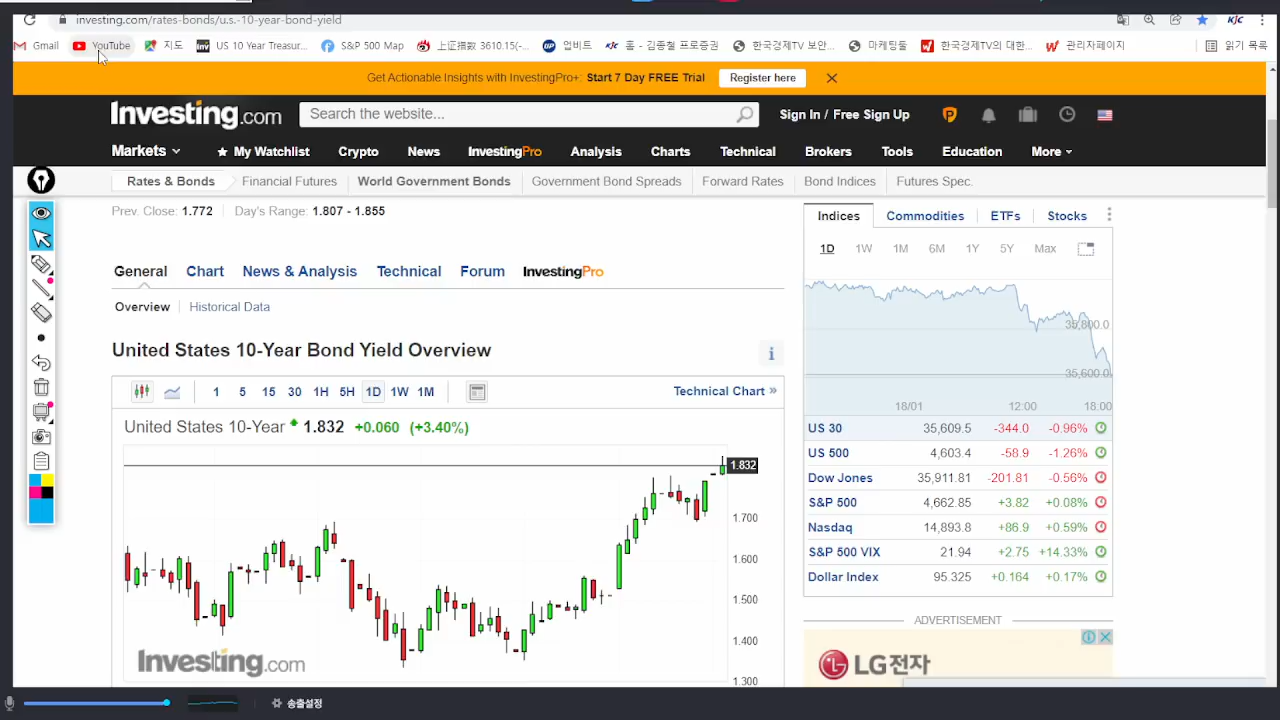 investing.com/rates-bonds/u.s.-10-year-bond-yield
Gmail YouTube 지도 US 10 Year Treasur... S&P 500 Map 上证指数 3610.15(-... 업비트 홈 - 김종철 프로증권 한국경제TV 보안... 마케팅툴 한국경제TV의 대한... 관리자페이지 읽기 목록
Get Actionable Insights with InvestingPro+: Start 7 Day FREE Trial Register here
Investing.com Search the website... Sign In / Free Sign Up
Markets My Watchlist Crypto News InvestingPro Analysis Charts Technical Brokers Tools Education More
Rates & Bonds Financial Futures World Government Bonds Government Bond Spreads Forward Rates Bond Indices Futures Spec.
Prev. Close: 1.772 Day's Range: 1.807 - 1.855
General Chart News & Analysis Technical Forum InvestingPro
Overview Historical Data
United States 10-Year Bond Yield Overview
1 5 15 30 1H 5H 1D 1W 1M Technical Chart »
United States 10-Year 1.832 +0.060 (+3.40%)
1.832
1.700
1.600
1.500
1.400
1.300
Investing.com
Indices Commodities ETFs Stocks
1D 1W 1M 6M 1Y 5Y Max
35,800.0
35,600.0
18/01 12:00 18:00
US 30 35,609.5 -344.0 -0.96%
US 500 4,603.4 -58.9 -1.26%
Dow Jones 35,911.81 -201.81 -0.56%
S&P 500 4,662.85 +3.82 +0.08%
Nasdaq 14,893.8 +86.9 +0.59%
S&P 500 VIX 21.94 +2.75 +14.33%
Dollar Index 95.325 +0.164 +0.17%
ADVERTISEMENT
LG전자
송출설정